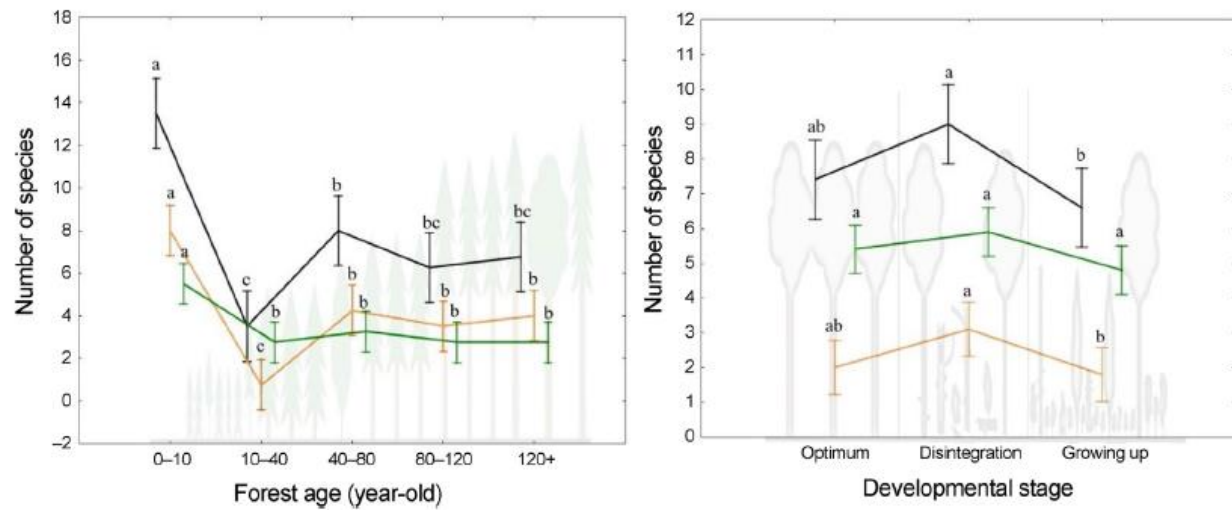 18
16
14
12
10
8
6
4
2
0
–2
Number of species
a
a
a
c
b
c
b
b
b
bc
b
b
bc
b
b
0–10
10–40
40–80
80–120
120+
Forest age (year-old)
12
11
10
9
8
7
6
5
4
3
2
1
0
Number of species
ab
a
b
a
a
a
ab
a
b
Optimum
Disintegration
Growing up
Developmental stage